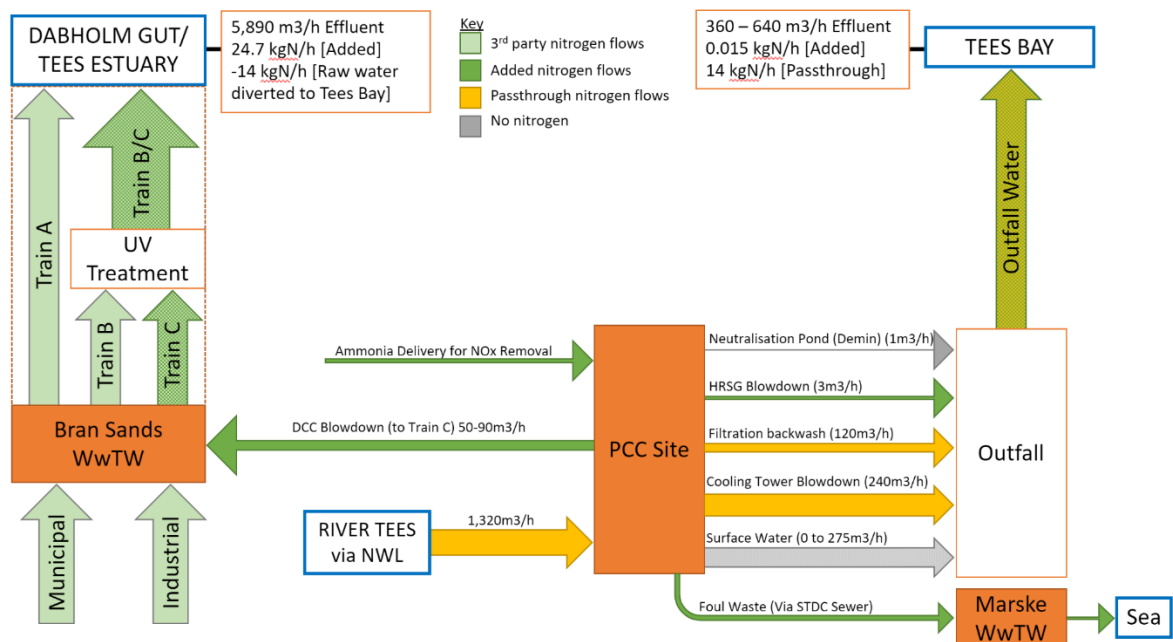 DABHOLM GUT/
TEES ESTUARY
5,890 m3/h Effluent
24.7 kgN/h [Added]
-14 kgN/h [Raw water
diverted to Tees Bay]
Key
3rd party nitrogen flows
Added nitrogen flows
Passthrough nitrogen flows
No nitrogen
360 – 640 m3/h Effluent
0.015 kgN/h [Added]
14 kgN/h [Passthrough]
TEES BAY
Train A
Train B/C
UV
Treatment
Train B
Train C
Outfall Water
Bran Sands
WwTW
Municipal
Industrial
Ammonia Delivery for NOx Removal
DCC Blowdown (to Train C) 50-90m3/h
RIVER TEES
via NWL
1,320m3/h
PCC Site
Neutralisation Pond (Demin) (1m3/h)
HRSG Blowdown (3m3/h)
Filtration backwash (120m3/h)
Cooling Tower Blowdown (240m3/h)
Surface Water (0 to 275m3/h)
Outfall
Foul Waste (Via STDC Sewer)
Marske
WwTW
Sea